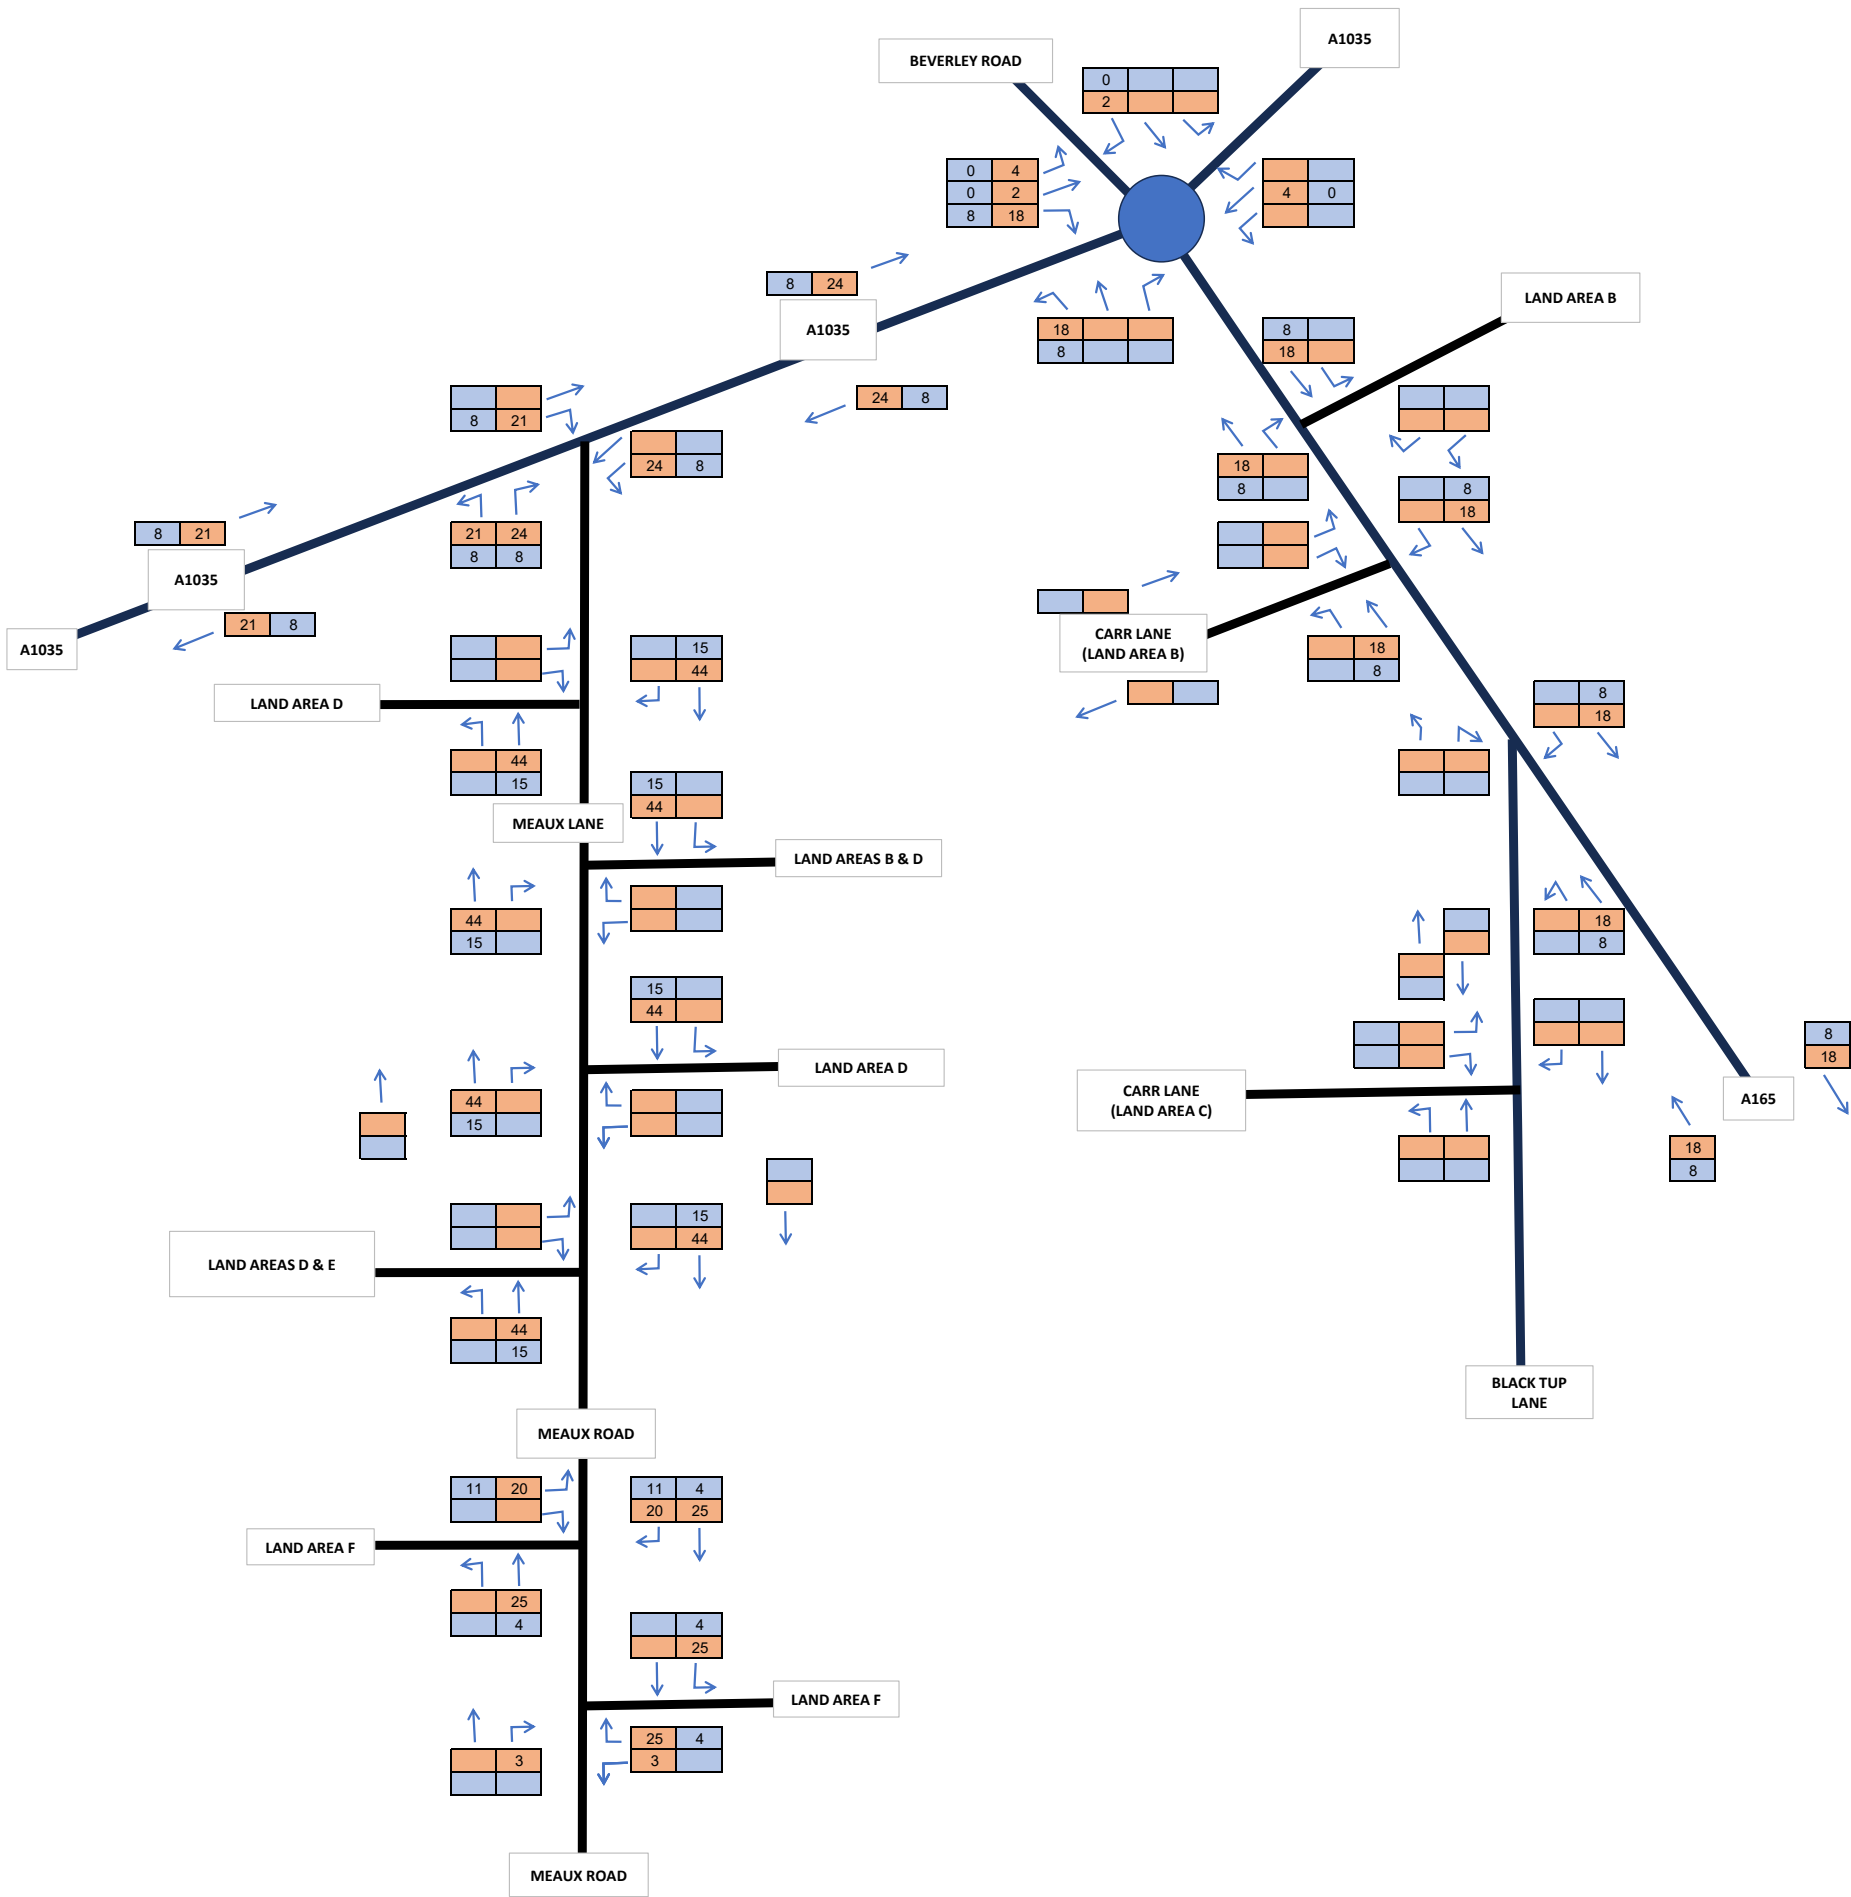 A1035
BEVERLEY ROAD
0
2
0 4
0 2
8 18
4 0
8 24
A1035
LAND AREA B
18
8
8
18
8 21
24 8
24 8
18
8
8
18
8 21
21 24
8 8
A1035
21 8
A1035
CARR LANE
(LAND AREA B)
18
8
15
44
LAND AREA D
8
18
44
15
15
44
MEAUX LANE
LAND AREAS B & D
44
15
18
8
15
44
8
18
LAND AREA D
44
15
CARR LANE
(LAND AREA C)
A165
18
8
15
44
LAND AREAS D & E
44
15
BLACK TUP
LANE
MEAUX ROAD
11 20
11 4
20 25
LAND AREA F
25
4
4
25
LAND AREA F
25 4
3
3
MEAUX ROAD